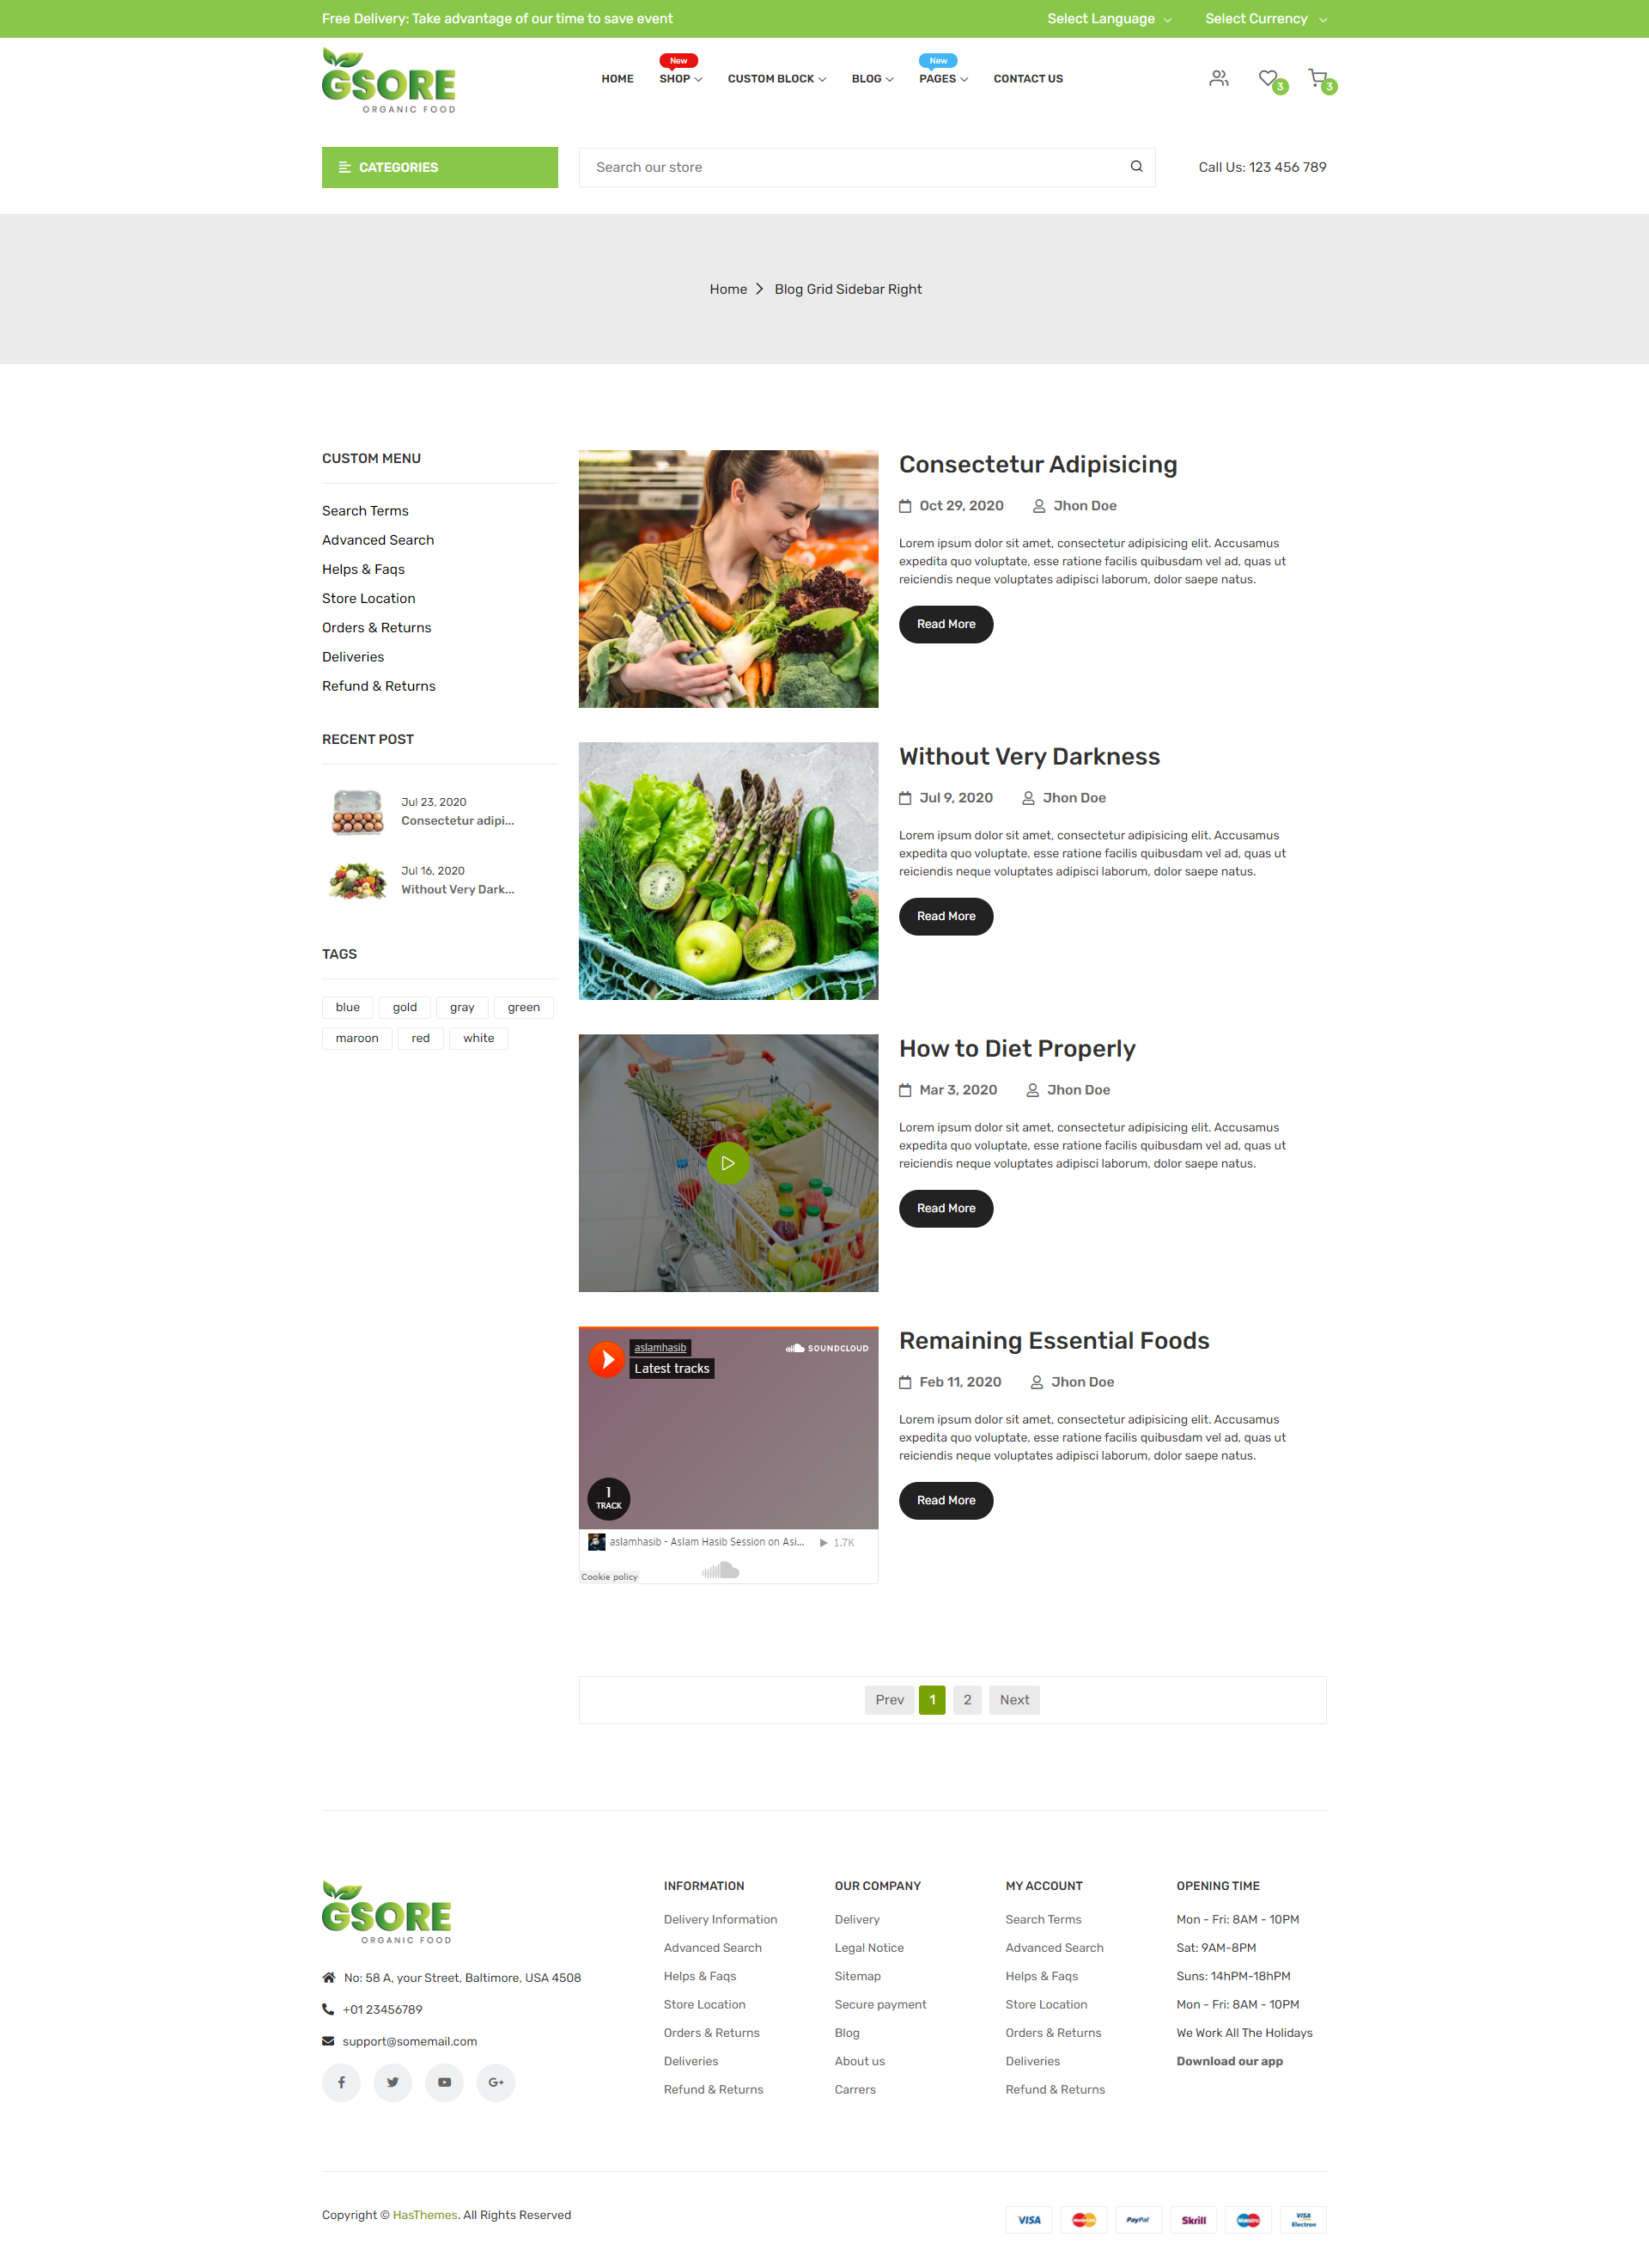 Free Delivery: Take advantage of our time to save event
Select Language
Select Currency
GSORE
ORGANIC FOOD
HOME
New
SHOP
CUSTOM BLOCK
BLOG
New
PAGES
CONTACT US
3
3
CATEGORIES
Search our store
Call Us: 123 456 789
Home
Blog Grid Sidebar Right
CUSTOM MENU
Search Terms
Advanced Search
Helps & Faqs
Store Location
Orders & Returns
Deliveries
Refund & Returns
RECENT POST
Jul 23, 2020
Consectetur adipi...
Jul 16, 2020
Without Very Dark...
TAGS
blue
gold
gray
green
maroon
red
white
Consectetur Adipisicing
Oct 29, 2020
Jhon Doe
Lorem ipsum dolor sit amet, consectetur adipisicing elit. Accusamus
expedita quo voluptate, esse ratione facilis quibusdam vel ad, quas ut
reiciendis neque voluptates adipisci laborum, dolor saepe natus.
Read More
Without Very Darkness
Jul 9, 2020
Jhon Doe
Lorem ipsum dolor sit amet, consectetur adipisicing elit. Accusamus
expedita quo voluptate, esse ratione facilis quibusdam vel ad, quas ut
reiciendis neque voluptates adipisci laborum, dolor saepe natus.
Read More
How to Diet Properly
Mar 3, 2020
Jhon Doe
Lorem ipsum dolor sit amet, consectetur adipisicing elit. Accusamus
expedita quo voluptate, esse ratione facilis quibusdam vel ad, quas ut
reiciendis neque voluptates adipisci laborum, dolor saepe natus.
Read More
aslamhasib
Latest tracks
SOUNDCLOUD
1
TRACK
aslamhasib - Aslam Hasib Session on Asi...
1.7K
Cookie policy
Remaining Essential Foods
Feb 11, 2020
Jhon Doe
Lorem ipsum dolor sit amet, consectetur adipisicing elit. Accusamus
expedita quo voluptate, esse ratione facilis quibusdam vel ad, quas ut
reiciendis neque voluptates adipisci laborum, dolor saepe natus.
Read More
Prev
1
2
Next
GSORE
ORGANIC FOOD
No: 58 A, your Street, Baltimore, USA 4508
+01 23456789
support@somemail.com
INFORMATION
Delivery Information
Advanced Search
Helps & Faqs
Store Location
Orders & Returns
Deliveries
Refund & Returns
OUR COMPANY
Delivery
Legal Notice
Sitemap
Secure payment
Blog
About us
Carrers
MY ACCOUNT
Search Terms
Advanced Search
Helps & Faqs
Store Location
Orders & Returns
Deliveries
Refund & Returns
OPENING TIME
Mon - Fri: 8AM - 10PM
Sat: 9AM-8PM
Suns: 14hPM-18hPM
Mon - Fri: 8AM - 10PM
We Work All The Holidays
Download our app
Copyright © HasThemes. All Rights Reserved
VISA
MasterCard
PayPal
Skrill
Maestro
VISA
Electron